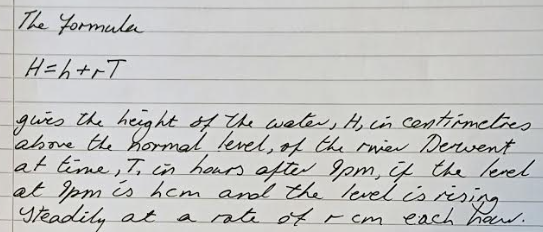 The formula
H=h+rT
gives the height of the water, H, in centimetres
above the normal level, of the river Derwent
at time, T, in hours after 9pm, if the level
at 9pm is hcm and the level is rising
steadily at a rate of r cm each hour.